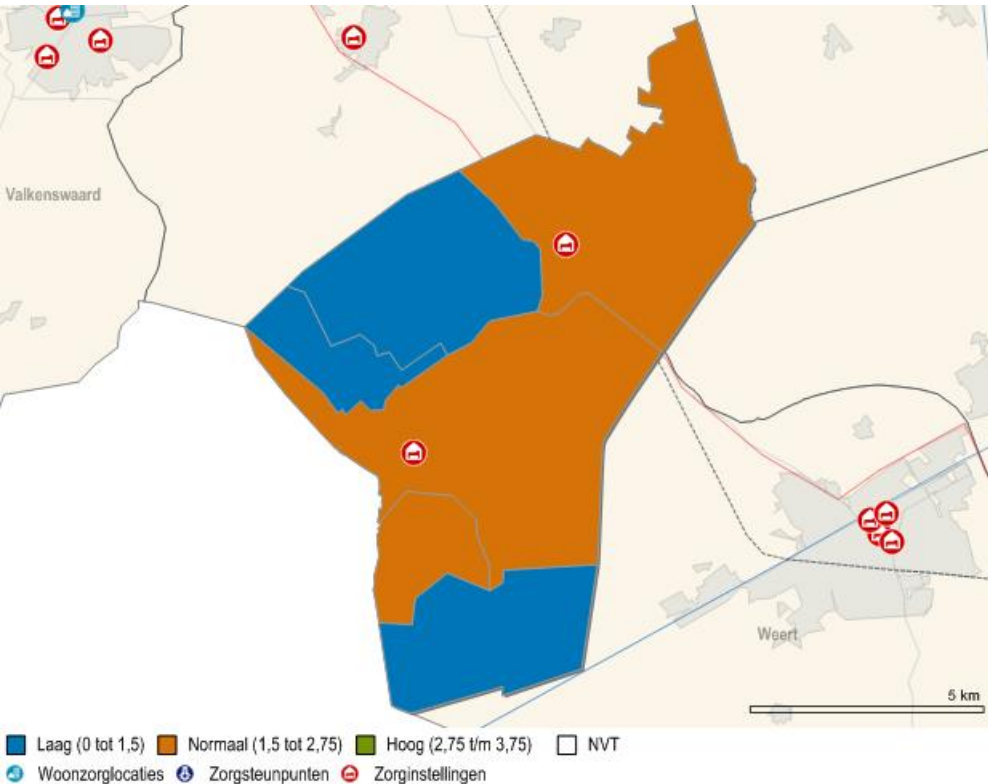 Valkenswaard
Weert
5 km
Laag (0 tot 1,5) Normaal (1,5 tot 2,75) Hoog (2,75 t/m 3,75) NVT
Woonzorglocaties Zorgsteunpunten Zorginstellingen